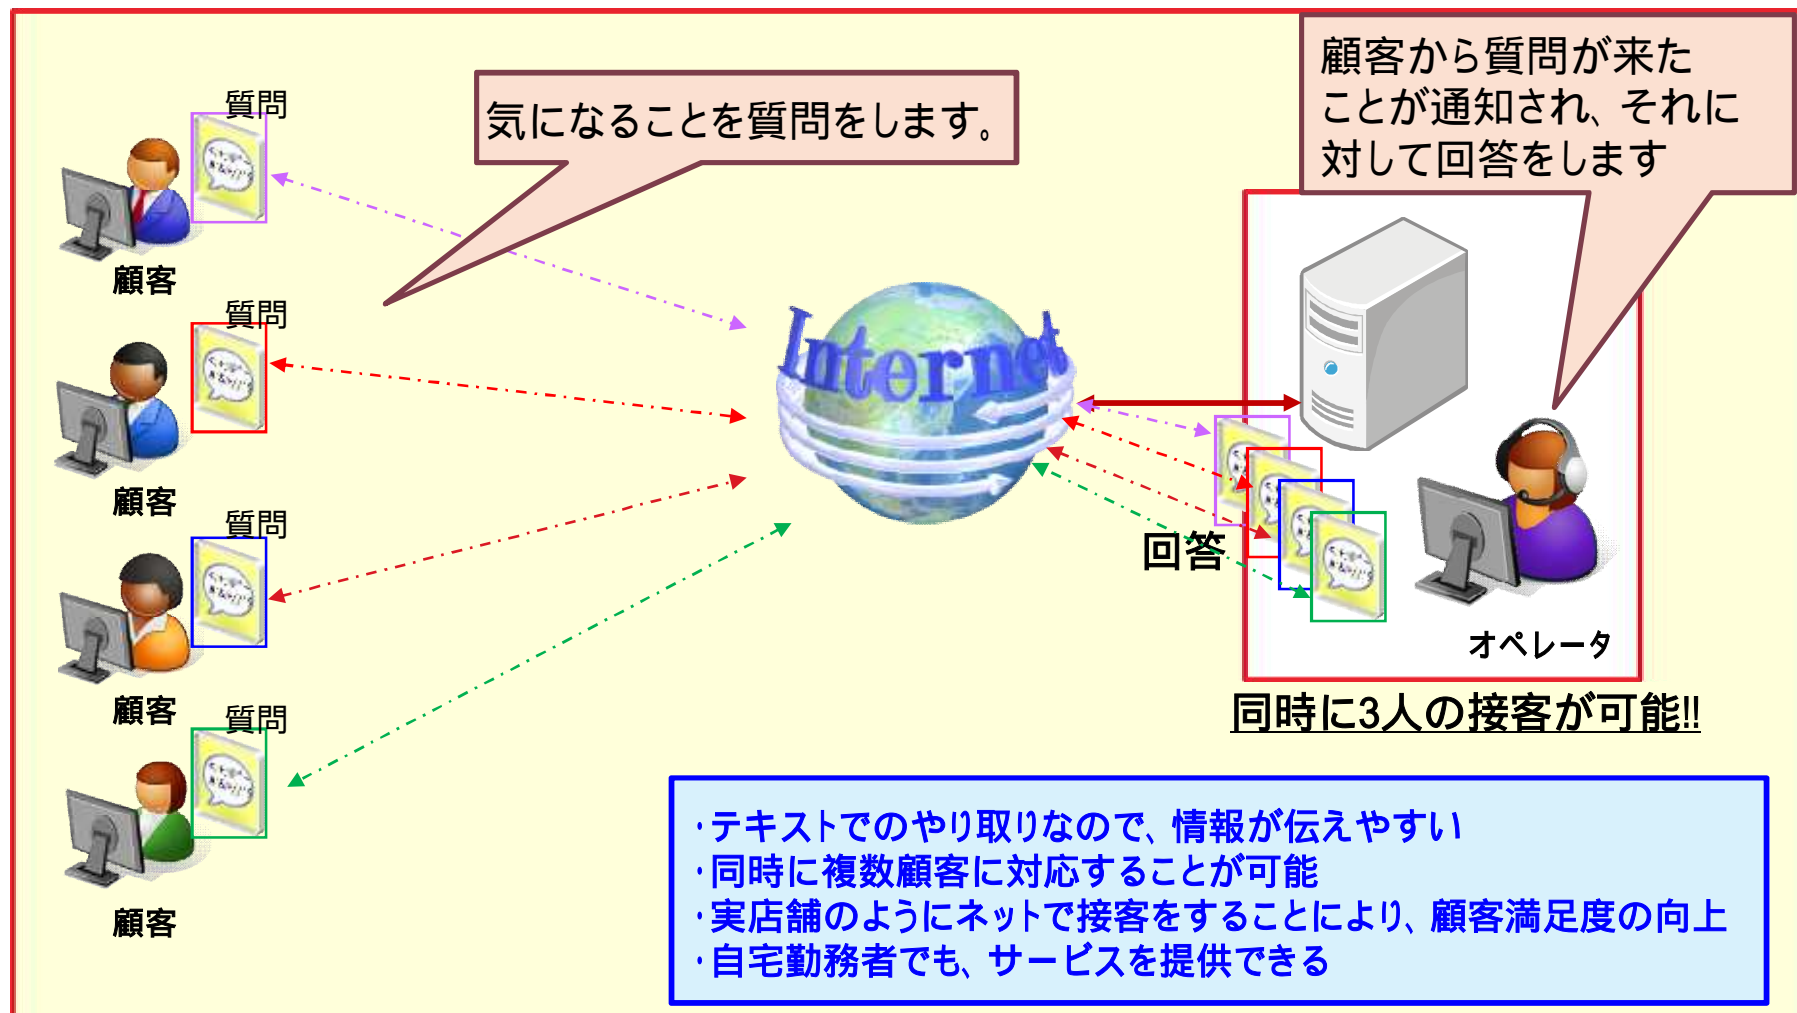 顧客から質問が来た
ことが通知され、それに
対して回答をします
気になることを質問をします。
質問
顧客
質問
顧客
質問
顧客
質問
顧客
Internet
回答
オペレータ
同時に3人の接客が可能!!
・テキストでのやり取りなので、情報が伝えやすい
・同時に複数顧客に対応することが可能
・実店舗のようにネットで接客をすることにより、顧客満足度の向上
・自宅勤務者でも、サービスを提供できる